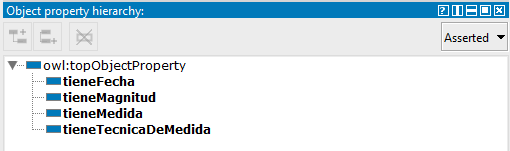 Object property hierarchy:
Asserted
owl:topObjectProperty
tieneFecha
tieneMagnitud
tieneMedida
tieneTecnicaDeMedida